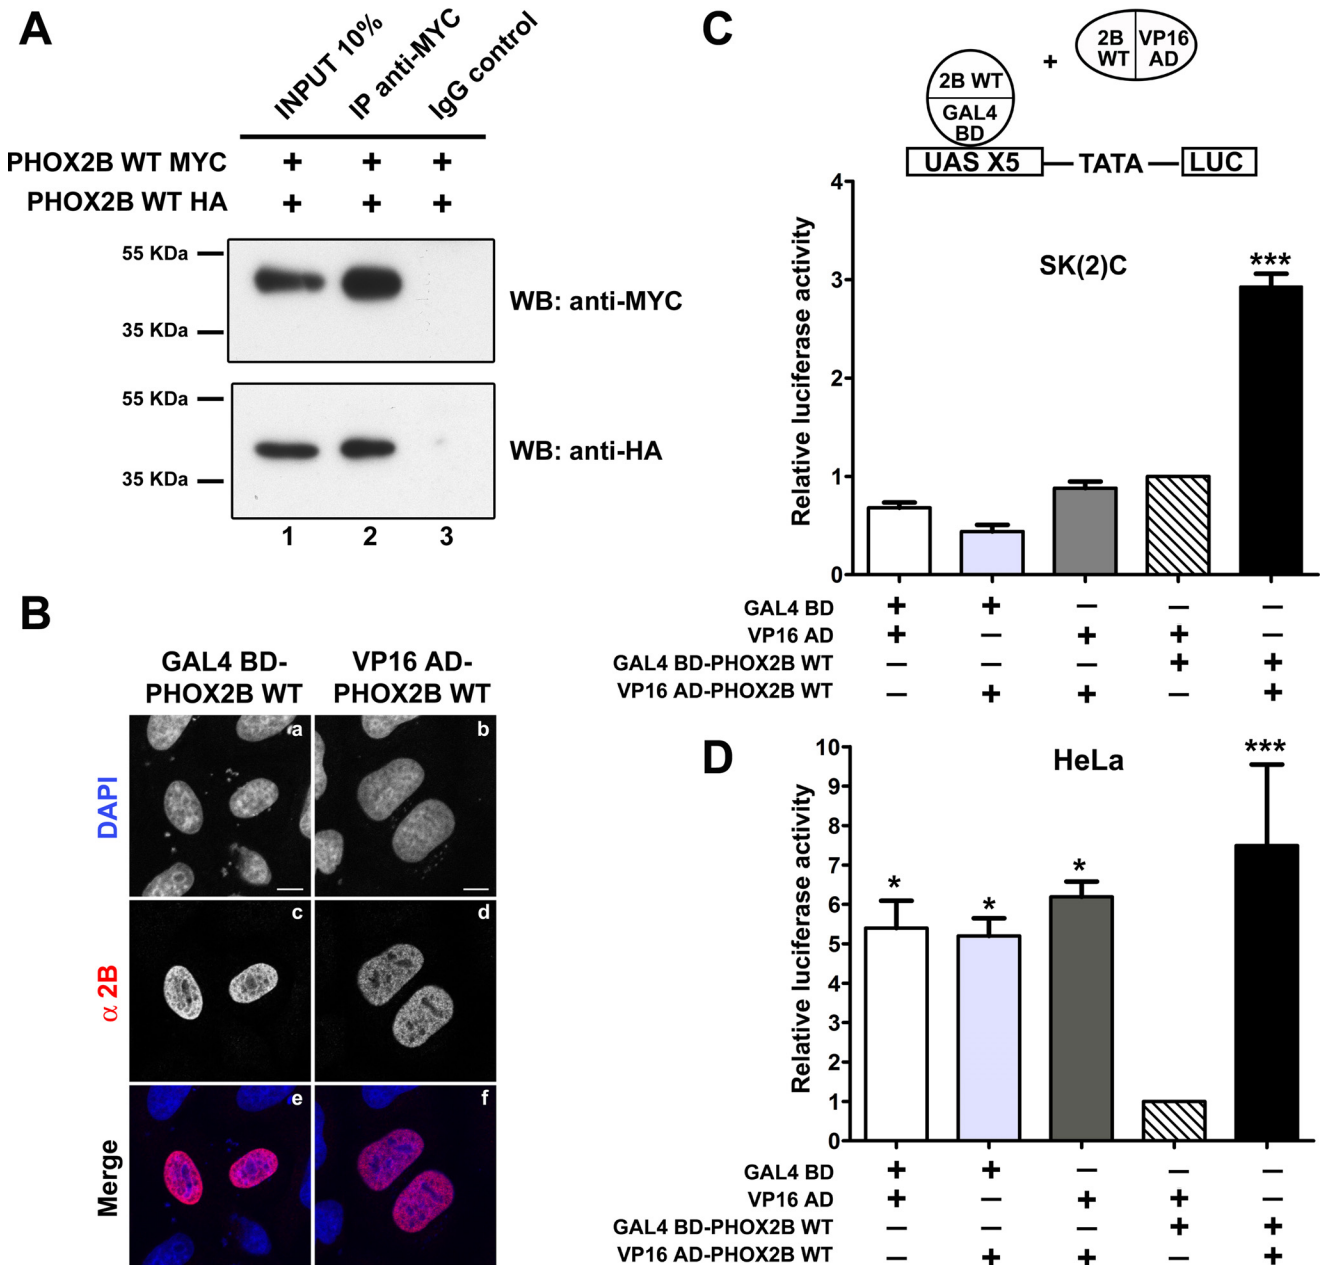 A
INPUT 10%
IP anti-MYC
IgG control
PHOX2B WT MYC + + +
PHOX2B WT HA + + +
55 KDa
35 KDa
WB: anti-MYC
55 KDa
35 KDa
WB: anti-HA
1 2 3
B
GAL4 BD-
PHOX2B WT
VP16 AD-
PHOX2B WT
DAPI
a b
α 2B
c d
Merge
e f
C
2B WT
GAL4
BD
+
2B
WT
VP16
AD
UAS X5 — TATA — LUC
SK(2)C
Relative luciferase activity
4
3
2
1
0
***
GAL4 BD + + — — —
VP16 AD + — + + —
GAL4 BD-PHOX2B WT — — — + +
VP16 AD-PHOX2B WT — + + — +
D
HeLa
Relative luciferase activity
10
9
8
7
6
5
4
3
2
1
0
* * * ***
GAL4 BD + + — — —
VP16 AD + — + + —
GAL4 BD-PHOX2B WT — — — + +
VP16 AD-PHOX2B WT — + + — +